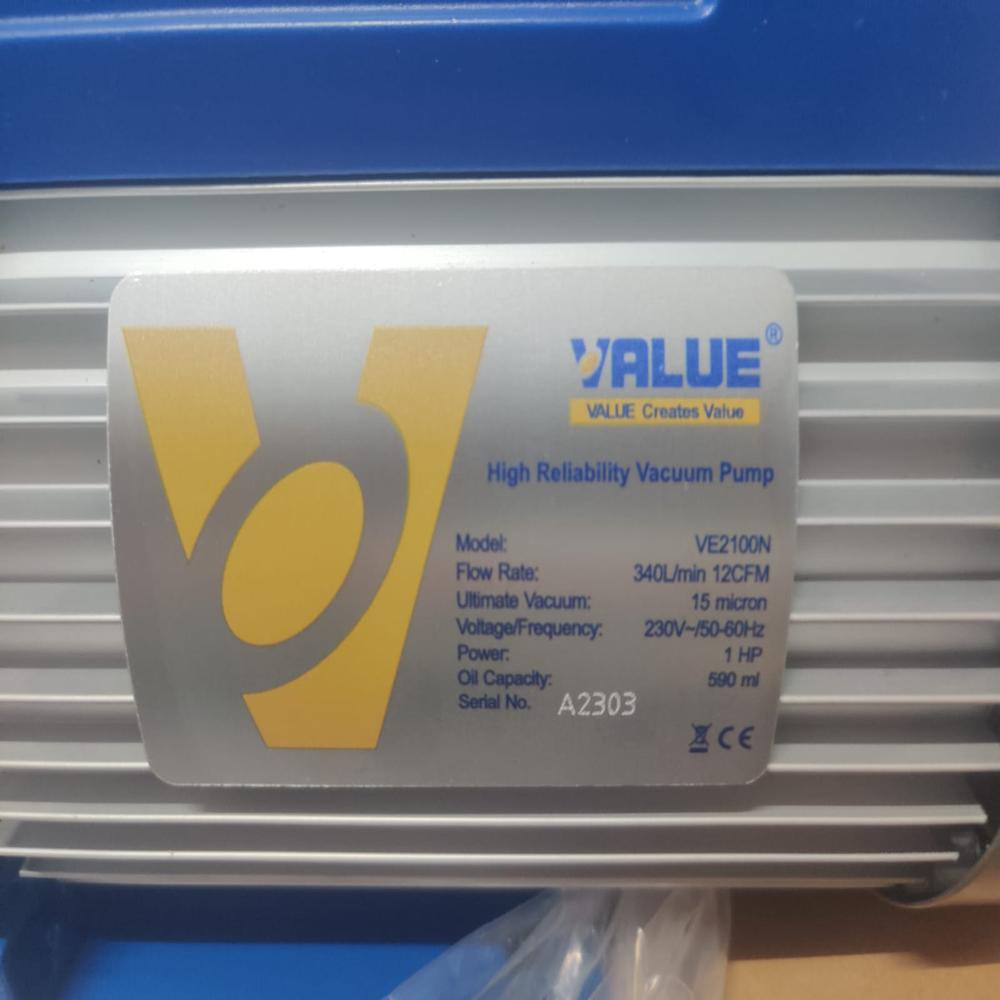 VALUE®
VALUE Creates Value
High Reliability Vacuum Pump
Model: VE2100N
Flow Rate: 340L/min 12CFM
Ultimate Vacuum: 15 micron
Voltage/Frequency: 230V~/50-60Hz
Power: 1 HP
Oil Capacity: 590 ml
Serial No. A2303
CE